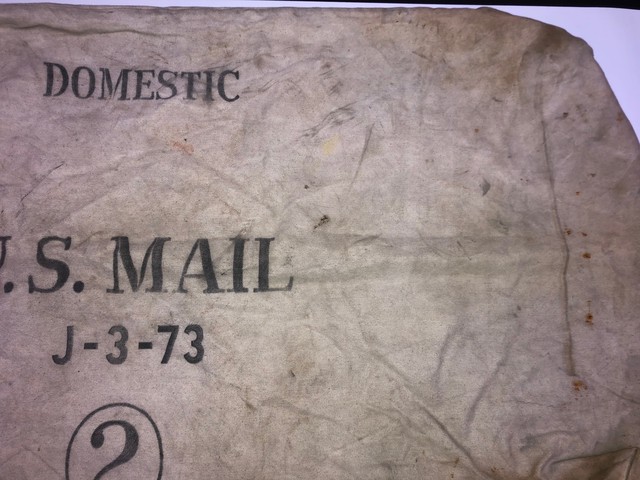 DOMESTIC
U.S. MAIL
J-3-73
2